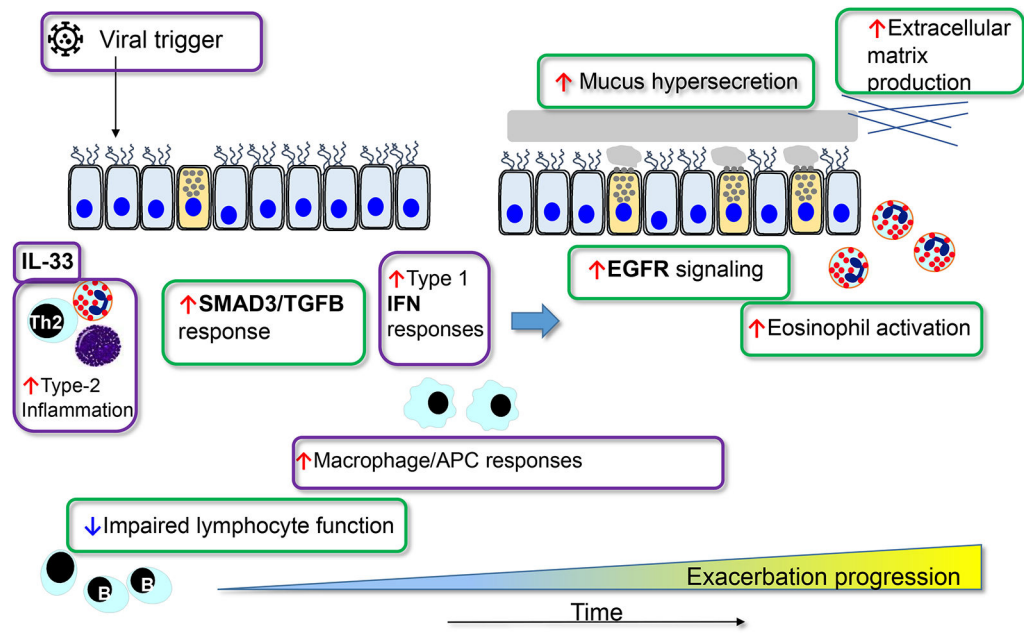 Viral trigger
↑Extracellular
matrix
production
↑ Mucus hypersecretion
IL-33
Th2
↑Type-2
Inflammation
↑SMAD3/TGFB
response
↑Type 1
IFN
responses
↑EGFR signaling
↑Eosinophil activation
↑Macrophage/APC responses
↓Impaired lymphocyte function
B
B
Exacerbation progression
Time